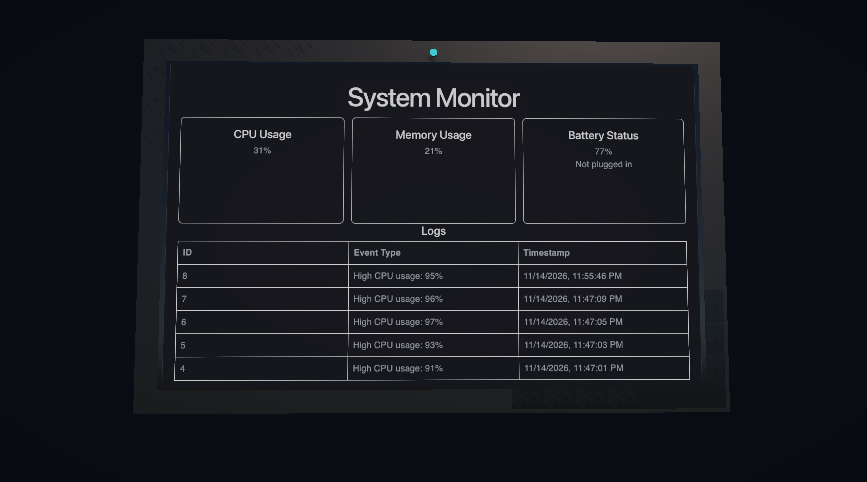 System Monitor
CPU Usage
31%
Memory Usage
21%
Battery Status
77%
Not plugged in
Logs
ID Event Type Timestamp
8 High CPU usage: 95% 11/14/2026, 11:55:46 PM
7 High CPU usage: 96% 11/14/2026, 11:47:09 PM
6 High CPU usage: 97% 11/14/2026, 11:47:05 PM
5 High CPU usage: 93% 11/14/2026, 11:47:03 PM
4 High CPU usage: 91% 11/14/2026, 11:47:01 PM